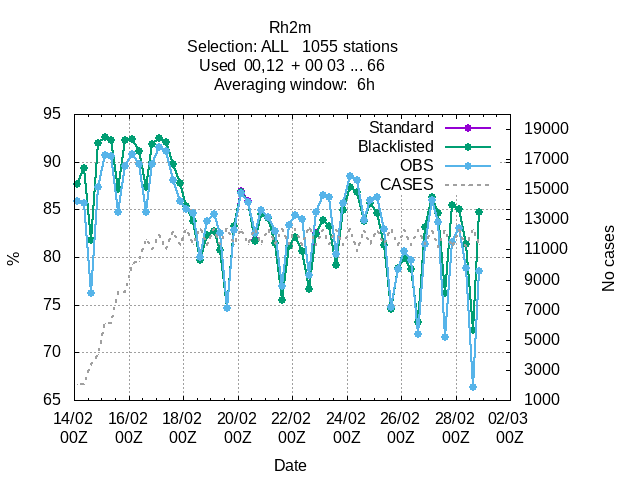 Rh2m
Selection: ALL   1055 stations
Used  00,12  + 00 03 ... 66
Averaging window:  6h
Standard
Blacklisted
OBS
CASES
95
90
85
80
75
70
65
%
19000
17000
15000
13000
11000
9000
7000
5000
3000
1000
No cases
14/02 16/02 18/02 20/02 22/02 24/02 26/02 28/02 02/03
00Z 00Z 00Z 00Z 00Z 00Z 00Z 00Z 00Z
Date